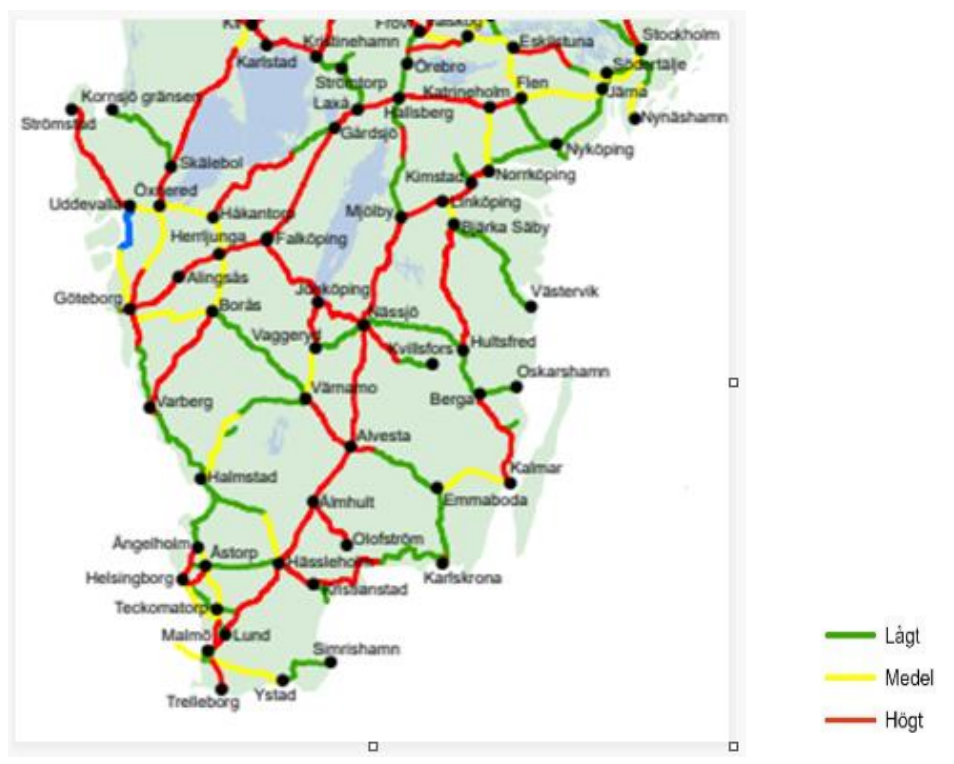 Stockholm
Eskilstuna
Kristinehamn
Karlstad
Södertälje
Örebro
Strömtorp
Flen
Katrineholm
Järna
Kornsjö gränsen
Laxå
Hallsberg
Strömstad
Nynäshamn
Gårdsjö
Nyköping
Skälebol
Kimstad
Norrköping
Öxnered
Uddevalla
Linköping
Håkantorp
Mjölby
Bjärka Säby
Herrljunga
Falköping
Alingsås
Jönköping
Västervik
Göteborg
Borås
Nässjö
Vaggeryd
Hultsfred
Kvillsfors
Oskarshamn
Värnamo
Berga
Varberg
Alvesta
Kalmar
Halmstad
Emmaboda
Älmhult
Olofström
Ängelholm
Åstorp
Hässleholm
Helsingborg
Karlskrona
Kristianstad
Teckomatorp
Malmö
Lund
Lågt
Simrishamn
Medel
Ystad
Trelleborg
Högt